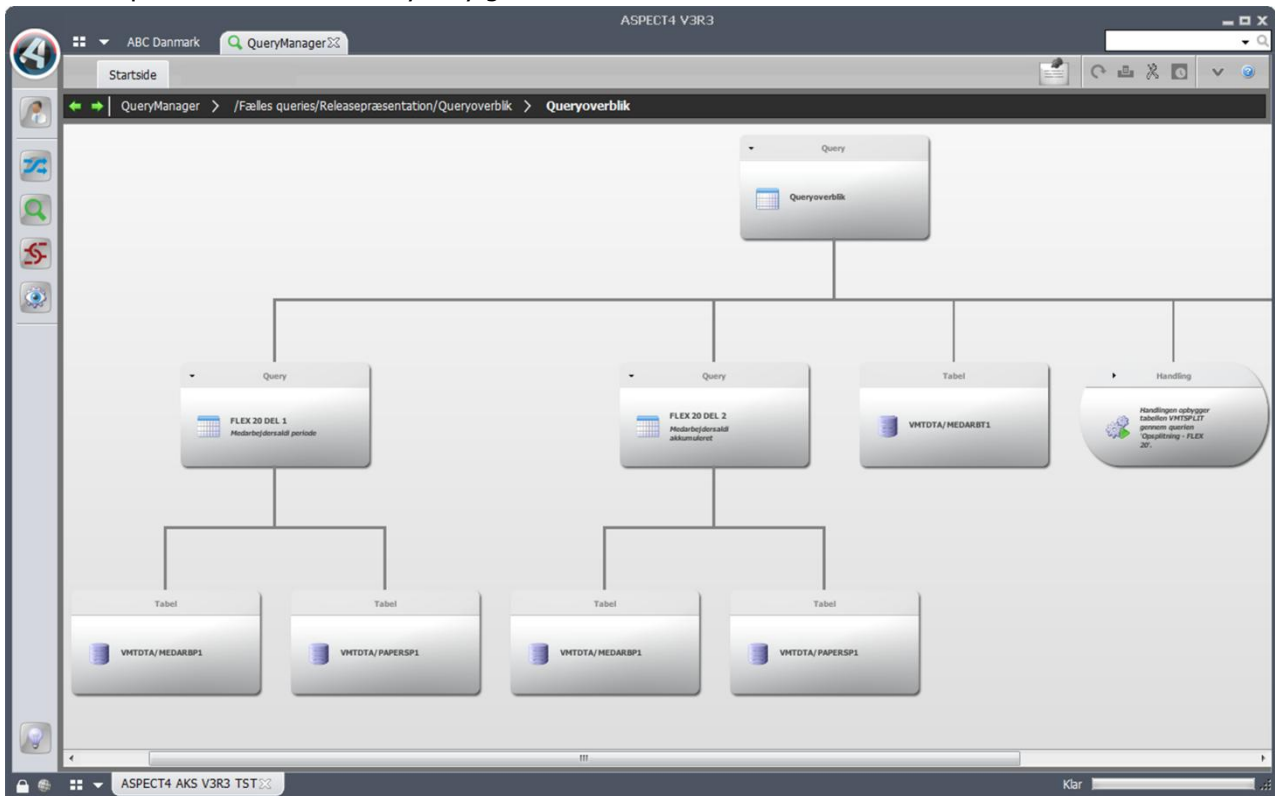 ASPECT4 V3R3
ABC Danmark
QueryManager
Startside
QueryManager > /Fælles queries/Releasepræsentation/Queryoverblik > Queryoverblik
Query
Queryoverblik
Query
Query
Tabel
Handling
FLEX 20 DEL 1
Medarbejdersaldi periode
FLEX 20 DEL 2
Medarbejdersaldi
akkumuleret
VMTDTA/MEDARBT1
Handlingen opbygger
tabellen VMTSPLIT
gennem querien
'Opsplitning - FLEX
20'.
Tabel
Tabel
Tabel
Tabel
VMTDTA/MEDARBP1
VMTDTA/PAPERSP1
VMTDTA/MEDARBP1
VMTDTA/PAPERSP1
ASPECT4 AKS V3R3 TST
Klar